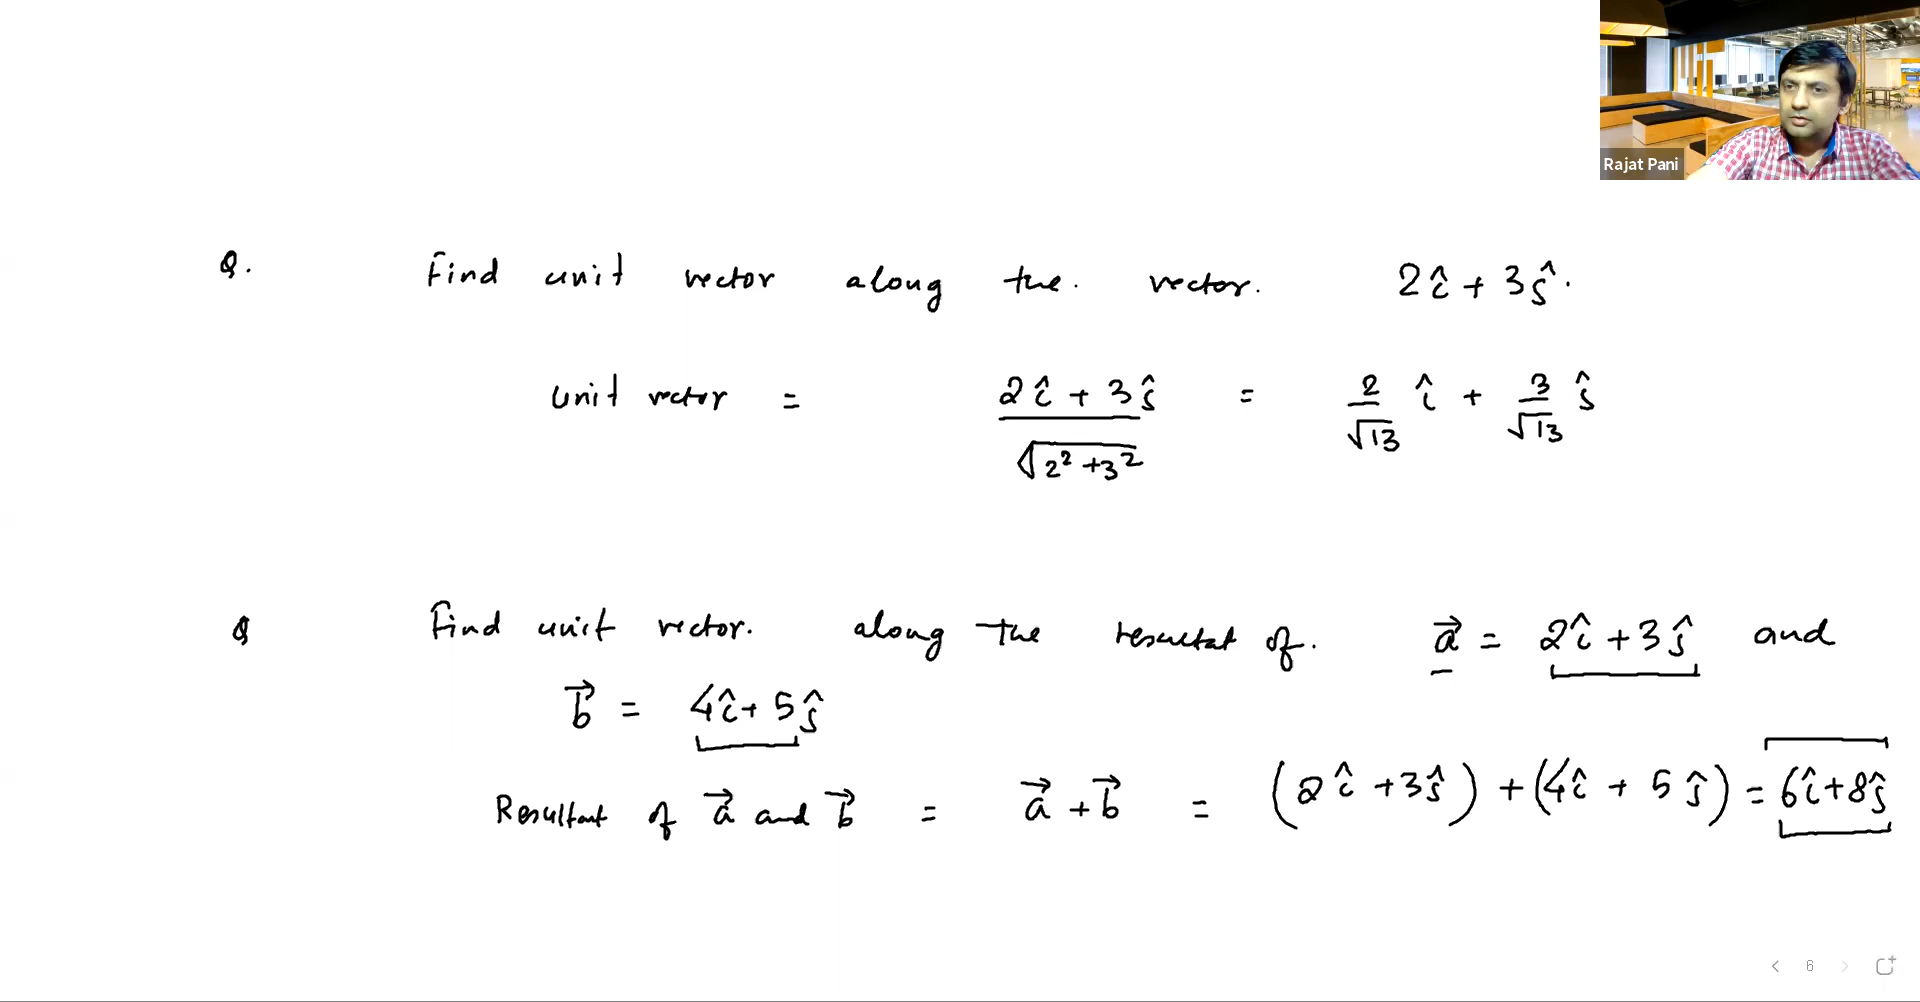 Rajat Pani
Q. Find unit vector along the. vector. 2î + 3ĵ.
unit vector = (2î + 3ĵ)/√(2² + 3²) = 2/√13 î + 3/√13 ĵ
Q Find unit vector. along the resultat of. a⃗ = 2î + 3ĵ and
b⃗ = 4î + 5ĵ
Resultant of a⃗ and b⃗ = a⃗ + b⃗ = (2î + 3ĵ) + (4î + 5ĵ) = 6î + 8ĵ
6